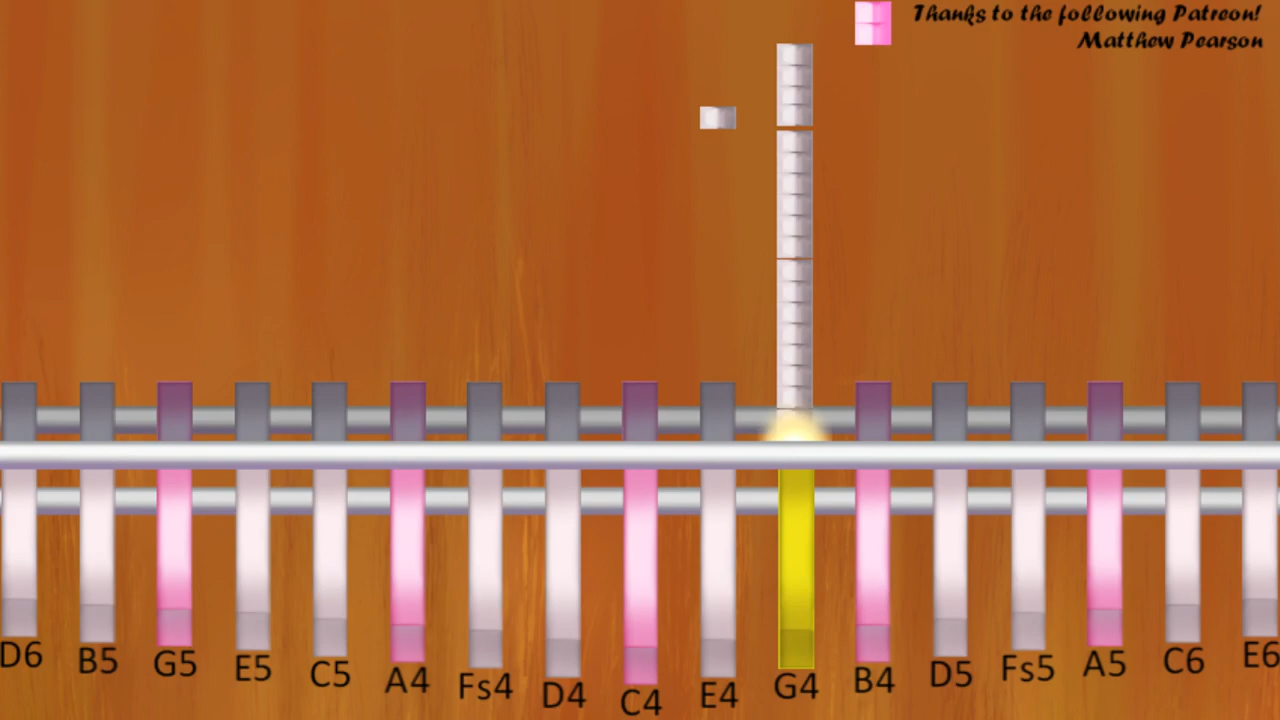 Thanks to the following Patreon!
Matthew Pearson
D6 B5 G5 E5 C5 A4 Fs4 D4 C4 E4 G4 B4 D5 Fs5 A5 C6 E6